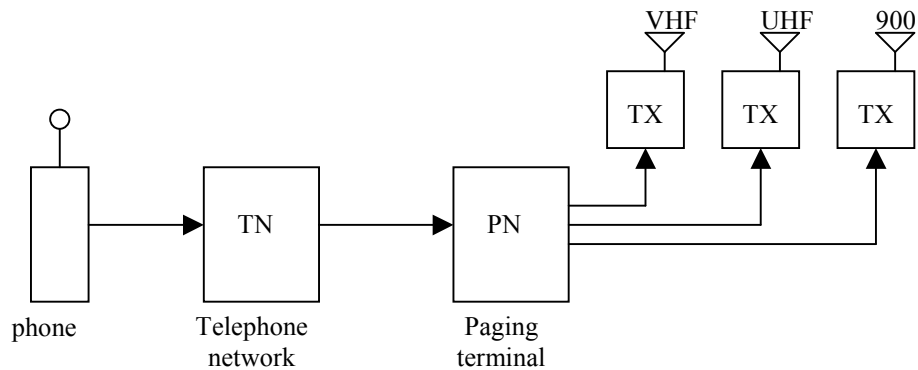 VHF UHF 900
TX TX TX
TN PN
phone
Telephone
network
Paging
terminal